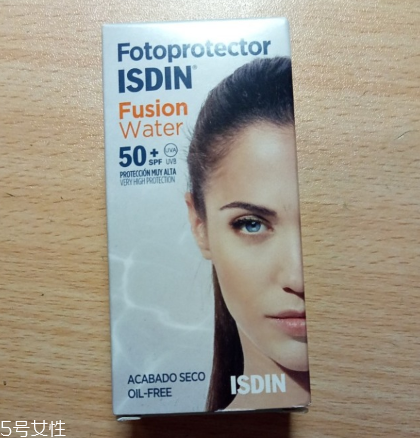 Fotoprotector
ISDIN®
Fusion
Water
50+ SPF UVA UVB
PROTECCIÓN MUY ALTA
VERY HIGH PROTECTION
ACABADO SECO
OIL-FREE
ISDIN
5号女性